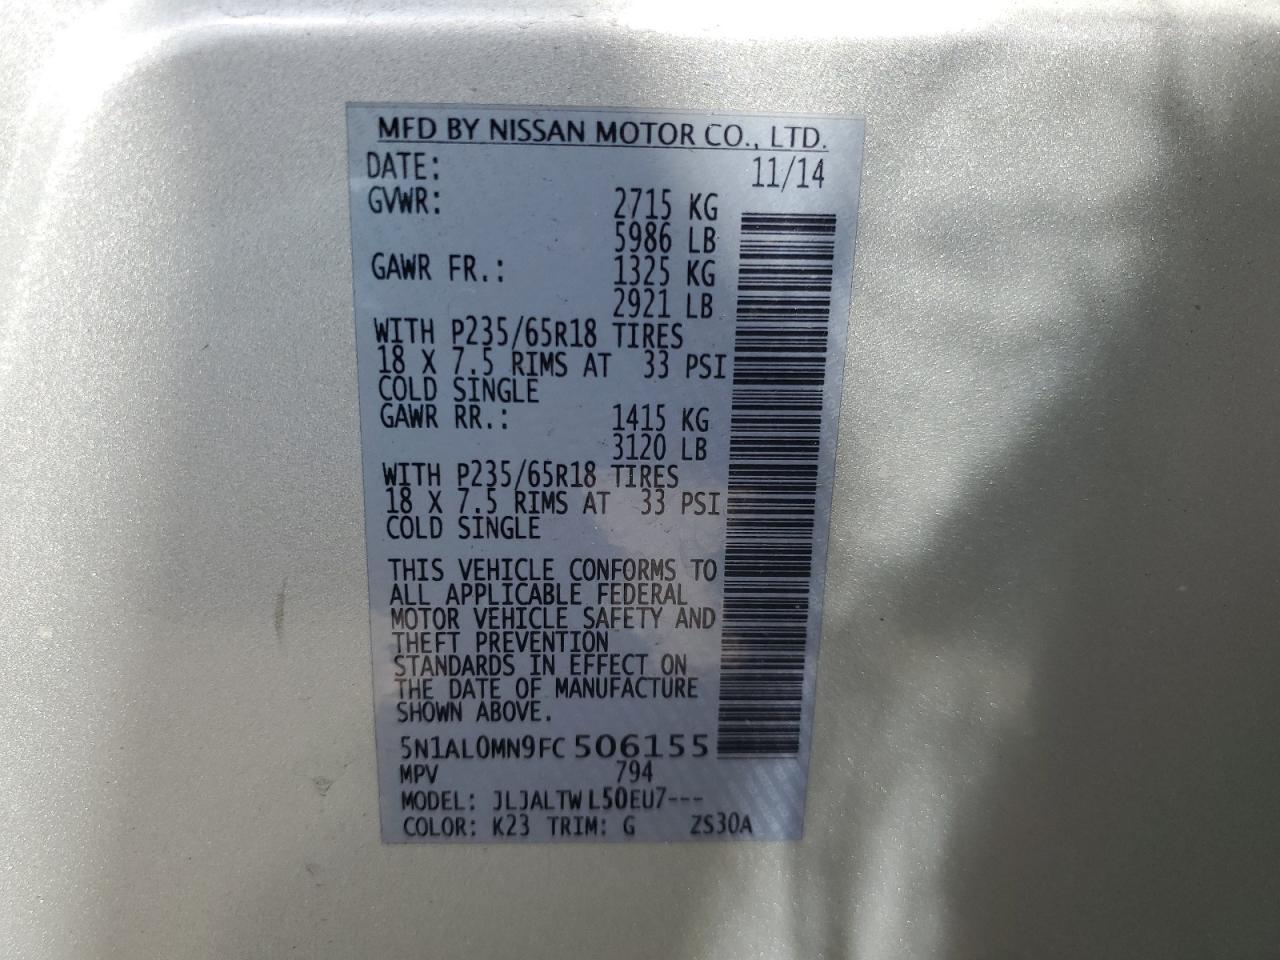 MFD BY NISSAN MOTOR CO., LTD.
DATE: 11/14
GVWR: 2715 KG
5986 LB
GAWR FR.: 1325 KG
2921 LB
WITH P235/65R18 TIRES
18 X 7.5 RIMS AT 33 PSI
COLD SINGLE
GAWR RR.: 1415 KG
3120 LB
WITH P235/65R18 TIRES
18 X 7.5 RIMS AT 33 PSI
COLD SINGLE
THIS VEHICLE CONFORMS TO
ALL APPLICABLE FEDERAL
MOTOR VEHICLE SAFETY AND
THEFT PREVENTION
STANDARDS IN EFFECT ON
THE DATE OF MANUFACTURE
SHOWN ABOVE.
5N1AL0MN9FC506155
MPV 794
MODEL: JLJALTWL50EU7---
COLOR: K23 TRIM: G ZS30A